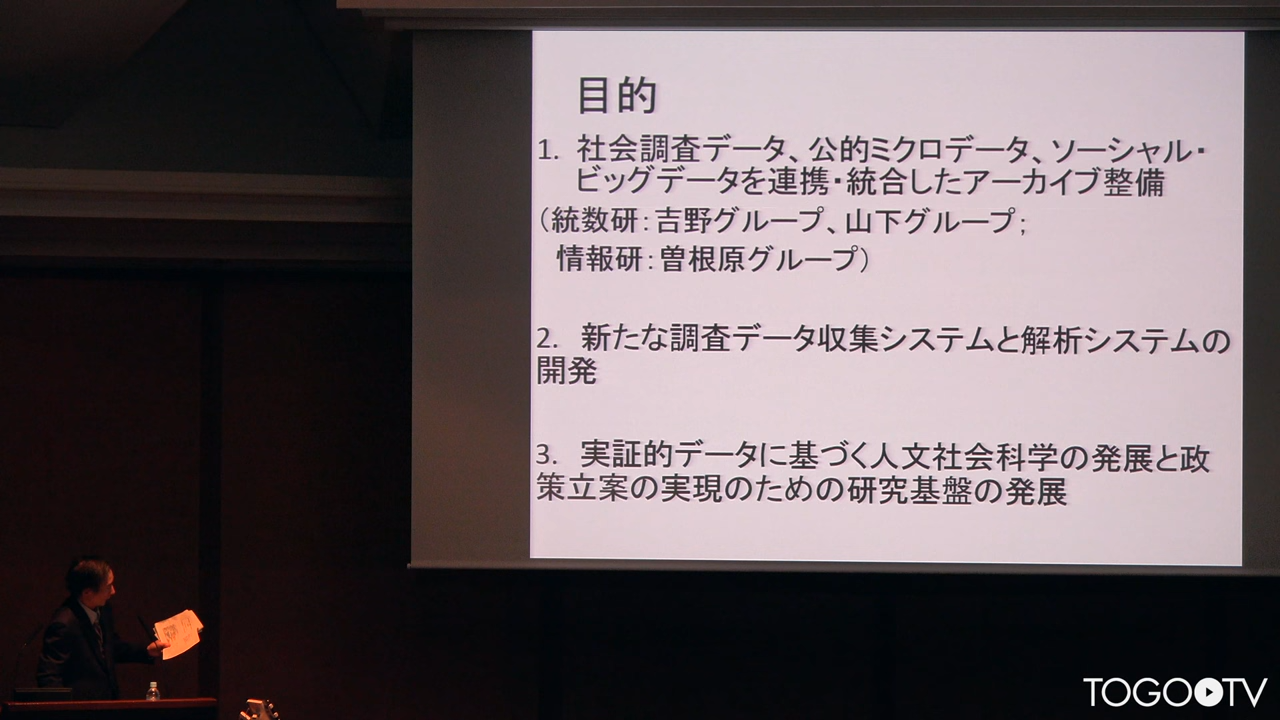 目的
1. 社会調査データ、公的ミクロデータ、ソーシャル・
ビッグデータを連携・統合したアーカイブ整備
（統数研：吉野グループ、山下グループ；
情報研：曽根原グループ）
2. 新たな調査データ収集システムと解析システムの
開発
3. 実証的データに基づく人文社会科学の発展と政
策立案の実現のための研究基盤の発展
TOGO TV